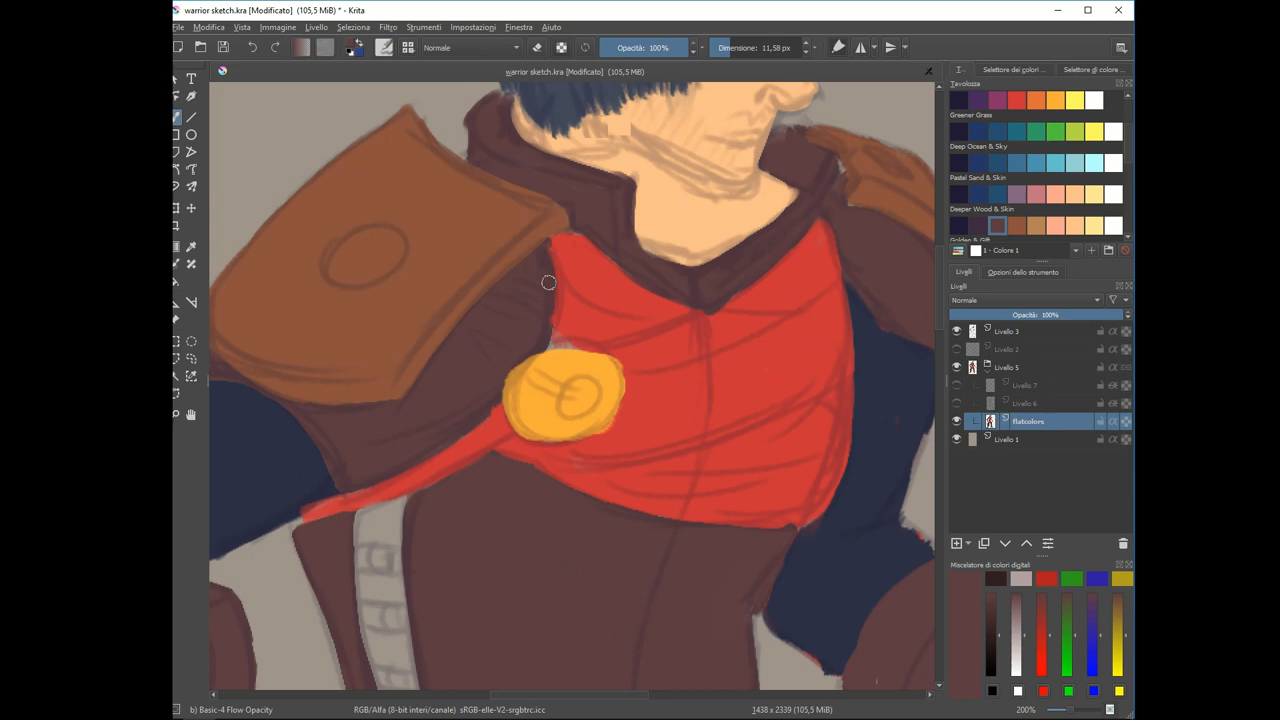 warrior sketch.kra [Modificato] (105,5 MiB) * - Krita
File Modifica Vista Immagine Livello Seleziona Filtro Strumenti Impostazioni Finestra Aiuto
Normale Opacità: 100% Dimensione: 11,58 px
warrior sketch.kra [Modificato] (105,5 MiB)
T... Selettore dei colori ... Selettore di colore ...
Tavolozza
Greener Grass
Deep Ocean & Sky
Pastel Sand & Skin
Deeper Wood & Skin
1 - Colore 1
Livelli Opzioni dello strumento
Livelli
Normale
Opacità: 100%
Livello 3
Livello 2
Livello 5
Livello 7
Livello 6
flatcolors
Livello 1
Miscelatore di colori digitali
b) Basic-4 Flow Opacity RGB/Alfa (8-bit interi/canale) sRGB-elle-V2-srgbtrc.icc 1438 x 2339 (105,5 MiB) 200%